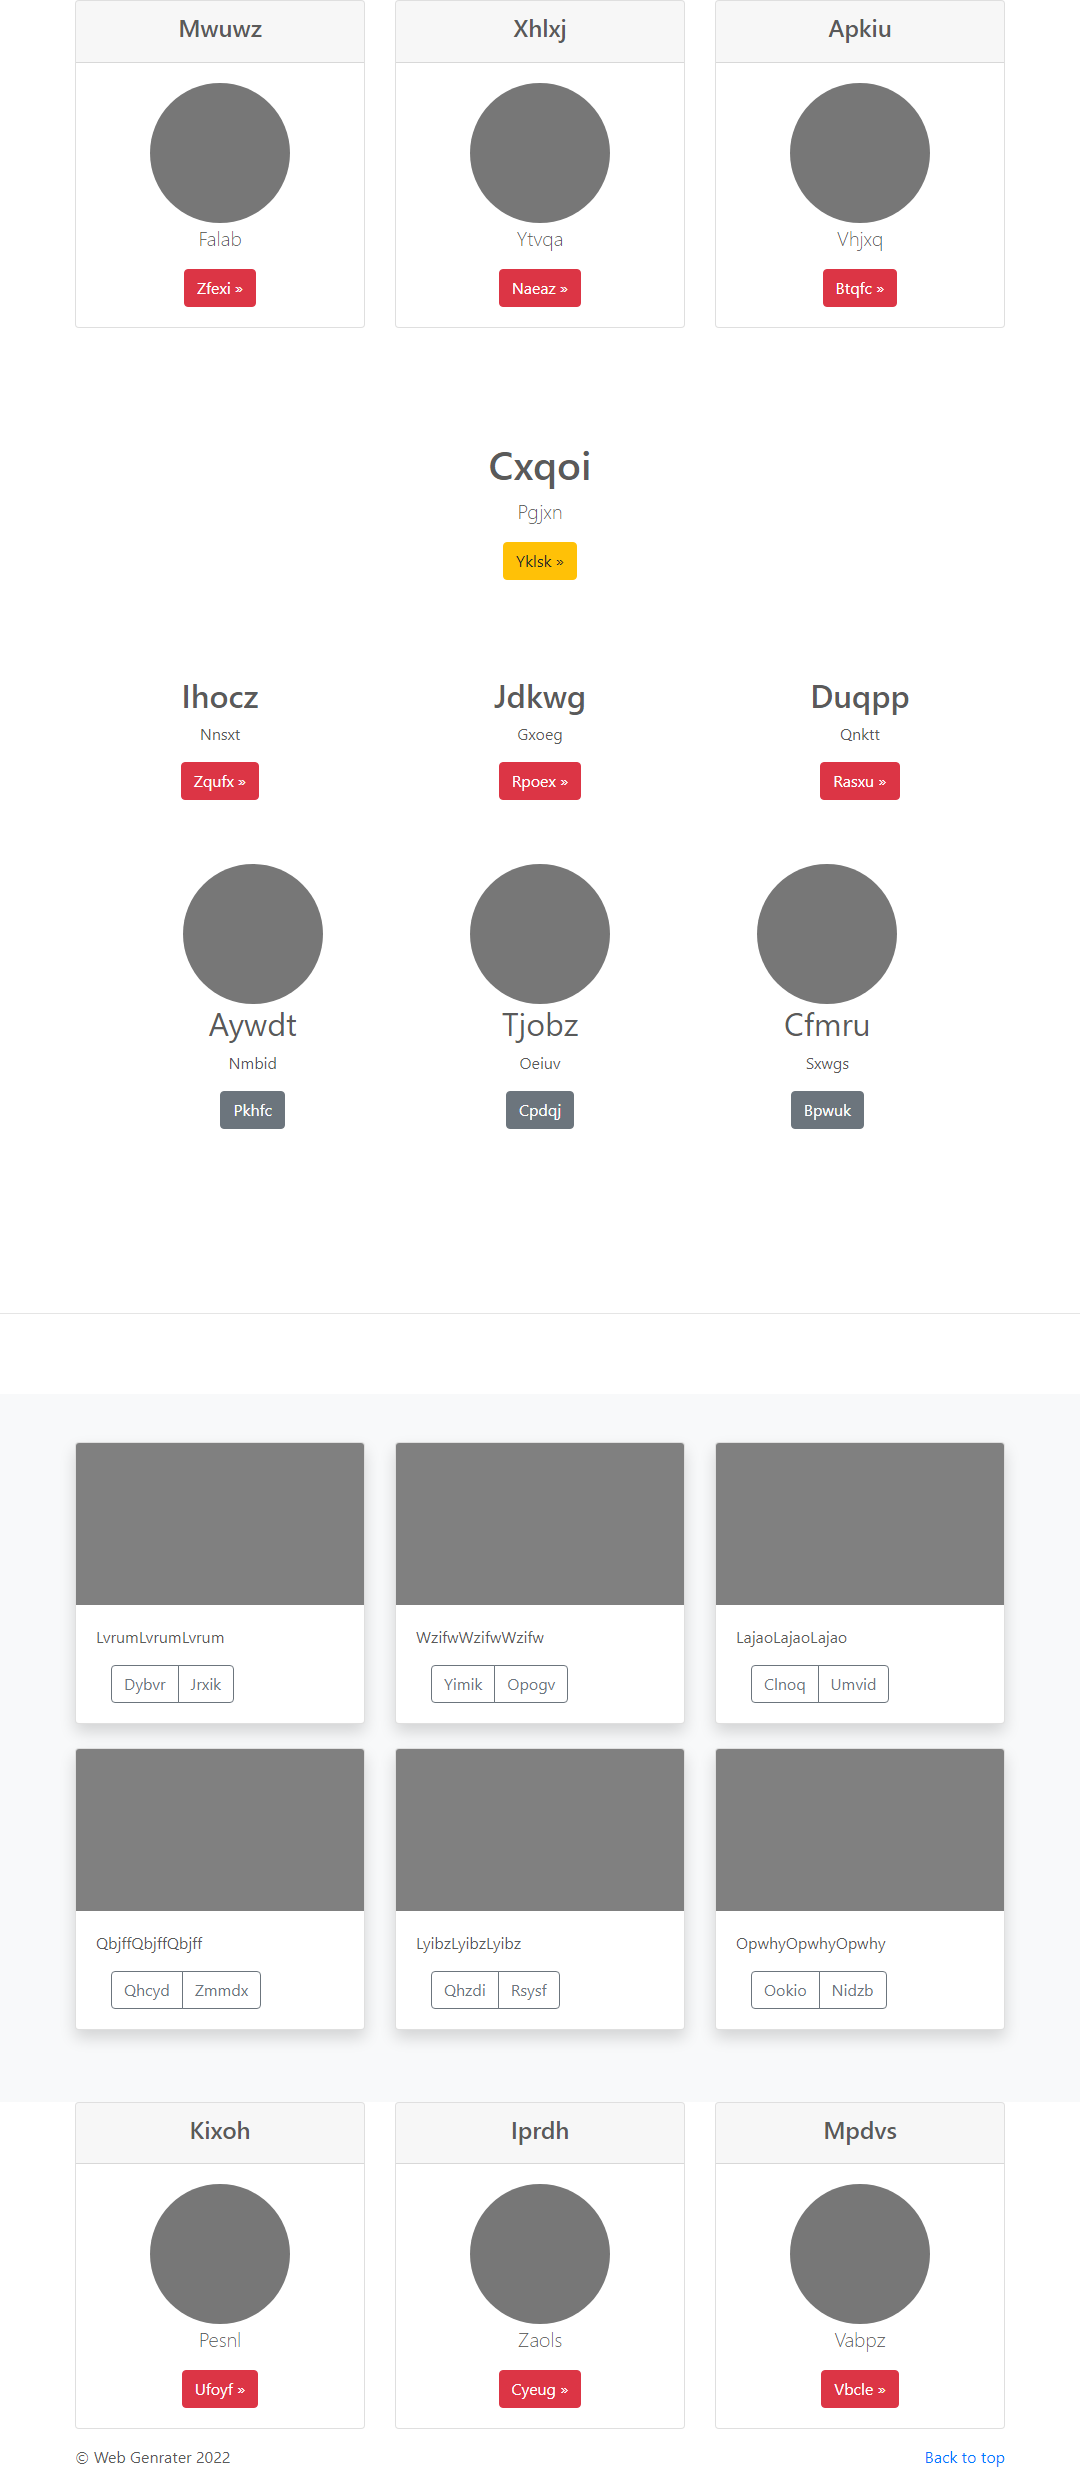 Mwuwz Xhlxj Apkiu
Falab Ytvqa Vhjxq
Zfexi » Naeaz » Btqfc »
Cxqoi
Pgjxn
Yklsk »
Ihocz Jdkwg Duqpp
Nnsxt Gxoeg Qnktt
Zqufx » Rpoex » Rasxu »
Aywdt Tjobz Cfmru
Nmbid Oeiuv Sxwgs
Pkhfc Cpdqj Bpwuk
LvrumLvrumLvrum WzifwWzifwWzifw LajaoLajaoLajao
Dybvr Jrxik Yimik Opogv Clnoq Umvid
QbjffQbjffQbjff LyibzLyibzLyibz OpwhyOpwhyOpwhy
Qhcyd Zmmdx Qhzdi Rsysf Ookio Nidzb
Kixoh Iprdh Mpdvs
Pesnl Zaols Vabpz
Ufoyf » Cyeug » Vbcle »
© Web Genrater 2022 Back to top